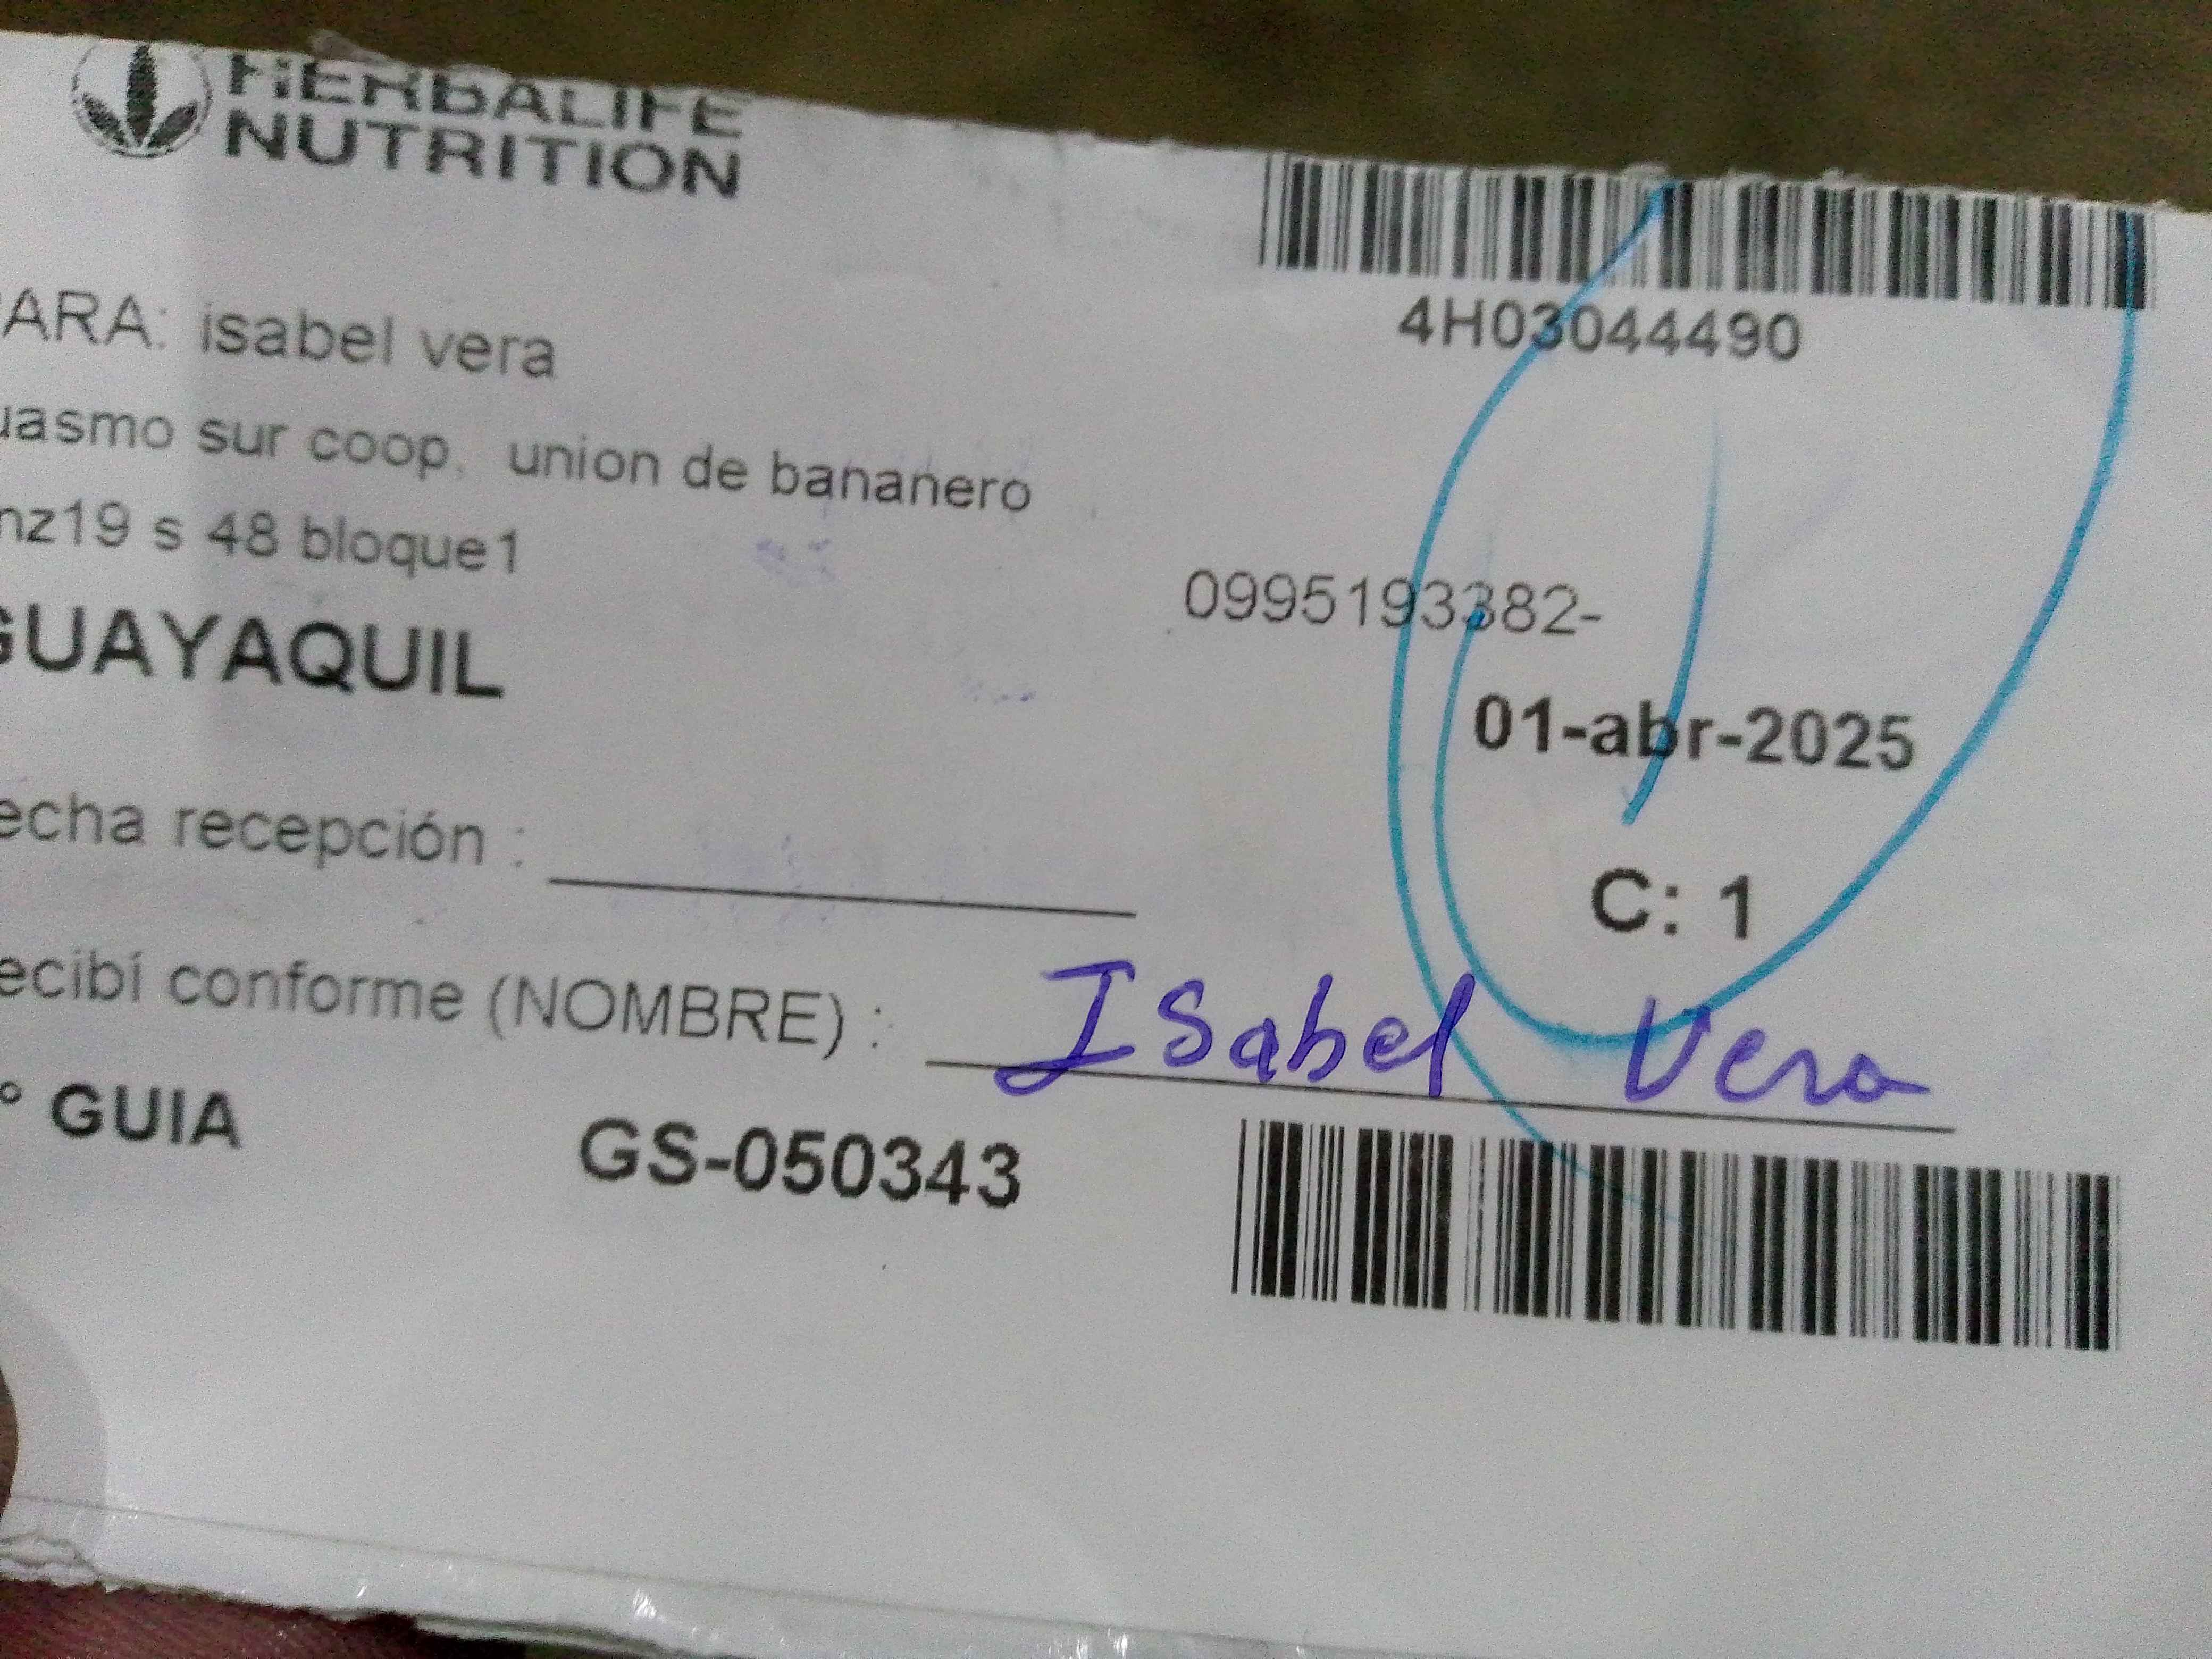 HERBALIFE
NUTRITION
4H03044490
ARA: isabel vera
uasmo sur coop. union de bananero
nz19 s 48 bloque1
0995193382-
GUAYAQUIL
01-abr-2025
echa recepción :
C: 1
ecibí conforme (NOMBRE) : Isabel Vera
° GUIA GS-050343